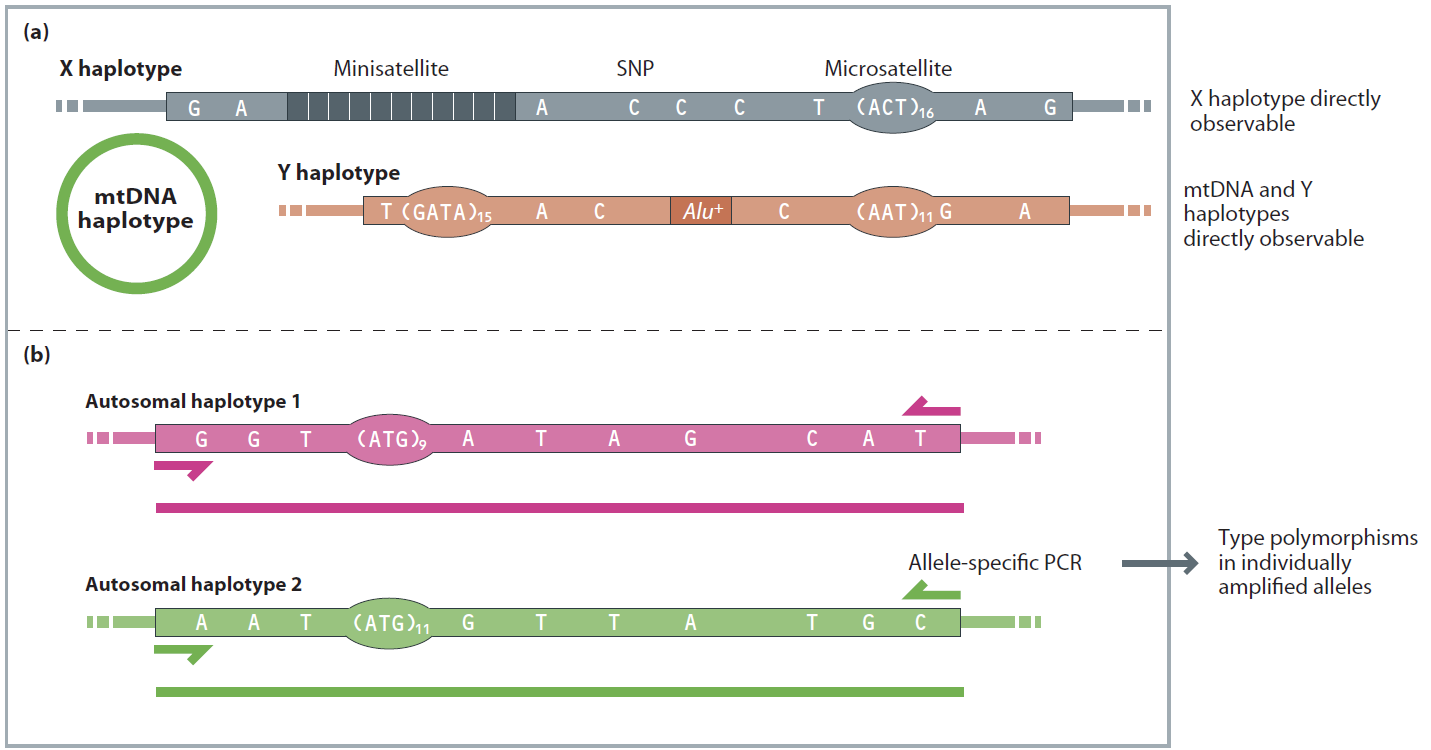 (a)
X haplotype
Minisatellite
SNP
Microsatellite
G A A C C C T (ACT)16 A G
X haplotype directly
observable
mtDNA
haplotype
Y haplotype
T (GATA)15 A C Alu+ C (AAT)11 G A
mtDNA and Y
haplotypes
directly observable
(b)
Autosomal haplotype 1
G G T (ATG)9 A T A G C A T
Allele-specific PCR
Type polymorphisms
in individually
amplified alleles
Autosomal haplotype 2
A A T (ATG)11 G T T A T G C